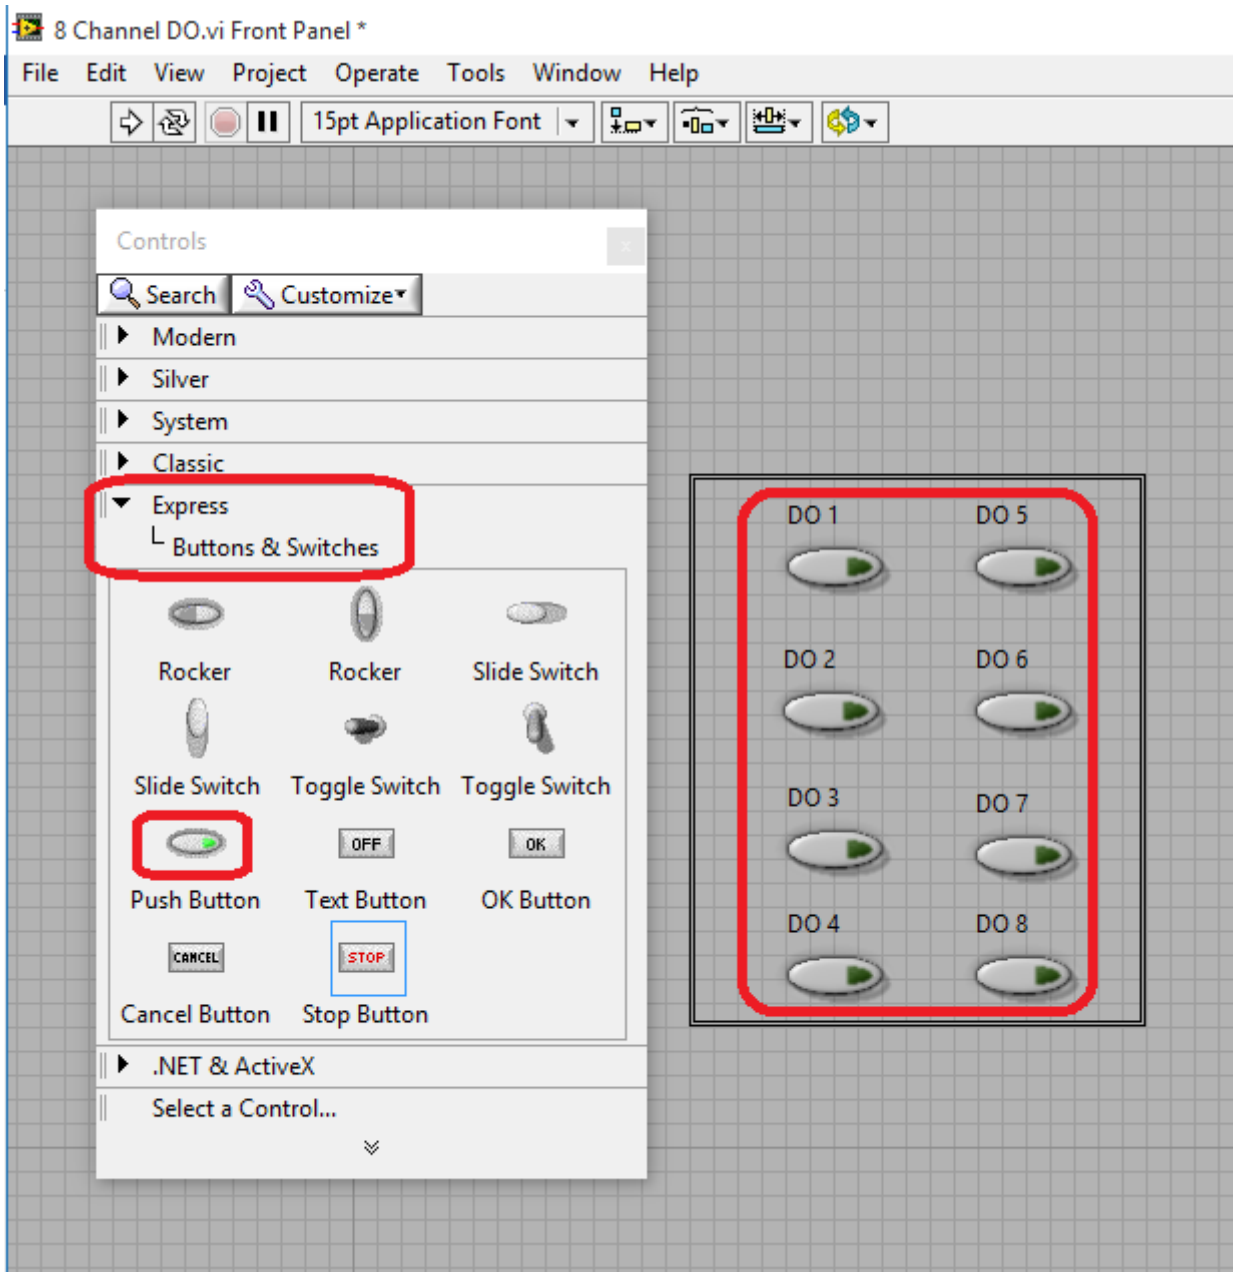 8 Channel DO.vi Front Panel *
File Edit View Project Operate Tools Window Help
15pt Application Font
Controls
x
Search Customize
Modern
Silver
System
Classic
Express
Buttons & Switches
Rocker Rocker Slide Switch
Slide Switch Toggle Switch Toggle Switch
OFF OK
Push Button Text Button OK Button
CANCEL STOP
Cancel Button Stop Button
.NET & ActiveX
Select a Control...
DO 1 DO 5
DO 2 DO 6
DO 3 DO 7
DO 4 DO 8